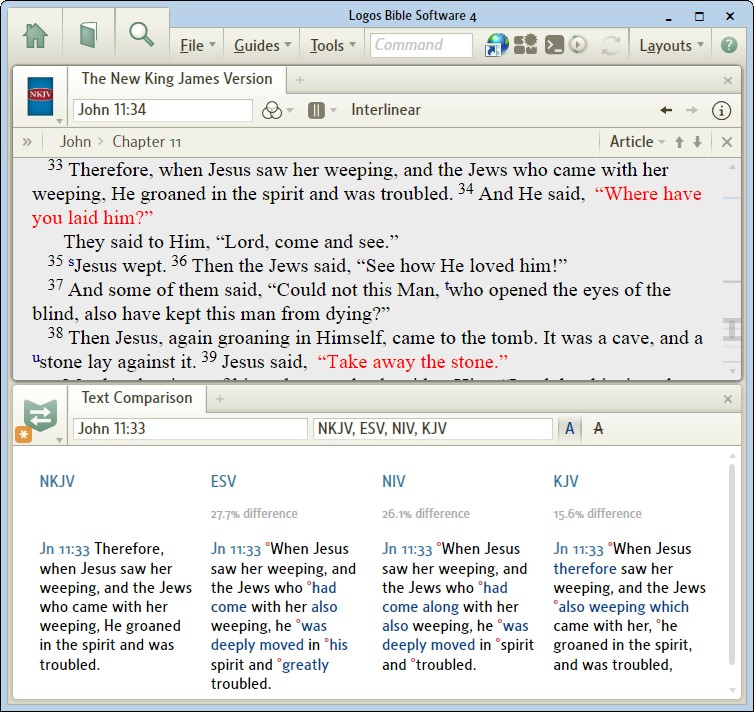 Logos Bible Software 4
File Guides Tools Command Layouts ?
NKJV
The New King James Version +
John 11:34 Interlinear
» John > Chapter 11 Article
33 Therefore, when Jesus saw her weeping, and the Jews who came with her
weeping, He groaned in the spirit and was troubled. 34 And He said, “Where have
you laid him?”
They said to Him, “Lord, come and see.”
35 sJesus wept. 36 Then the Jews said, “See how He loved him!”
37 And some of them said, “Could not this Man, twho opened the eyes of the
blind, also have kept this man from dying?”
38 Then Jesus, again groaning in Himself, came to the tomb. It was a cave, and a
ustone lay against it. 39 Jesus said, “Take away the stone.”
Text Comparison +
John 11:33 NKJV, ESV, NIV, KJV A A
NKJV
Jn 11:33 Therefore,
when Jesus saw her
weeping, and the Jews
who came with her
weeping, He groaned
in the spirit and was
troubled.
ESV
27.7% difference
Jn 11:33 °When Jesus
saw her weeping, and
the Jews who °had
come with her also
weeping, he °was
deeply moved in °his
spirit and °greatly
troubled.
NIV
26.1% difference
Jn 11:33 °When Jesus
saw her weeping, and
the Jews who °had
come along with her
also weeping, he °was
deeply moved in °spirit
and °troubled.
KJV
15.6% difference
Jn 11:33 °When Jesus
therefore saw her
weeping, and the Jews
°also weeping which
came with her, °he
groaned in the spirit,
and was troubled,